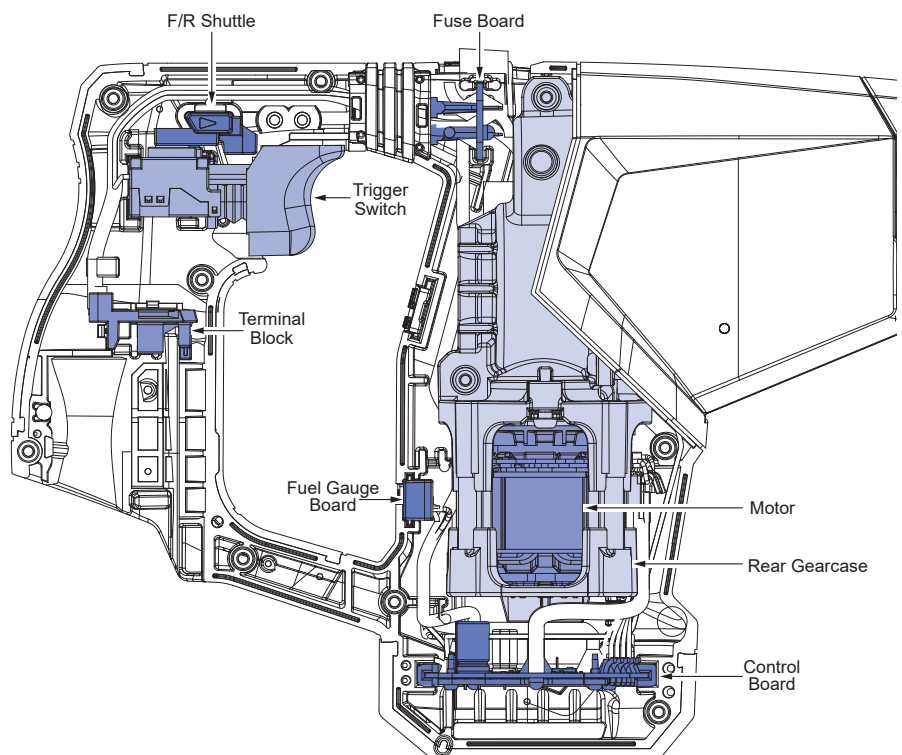 F/R Shuttle
Fuse Board
Trigger
Switch
Terminal
Block
Fuel Gauge
Board
Motor
Rear Gearcase
Control
Board